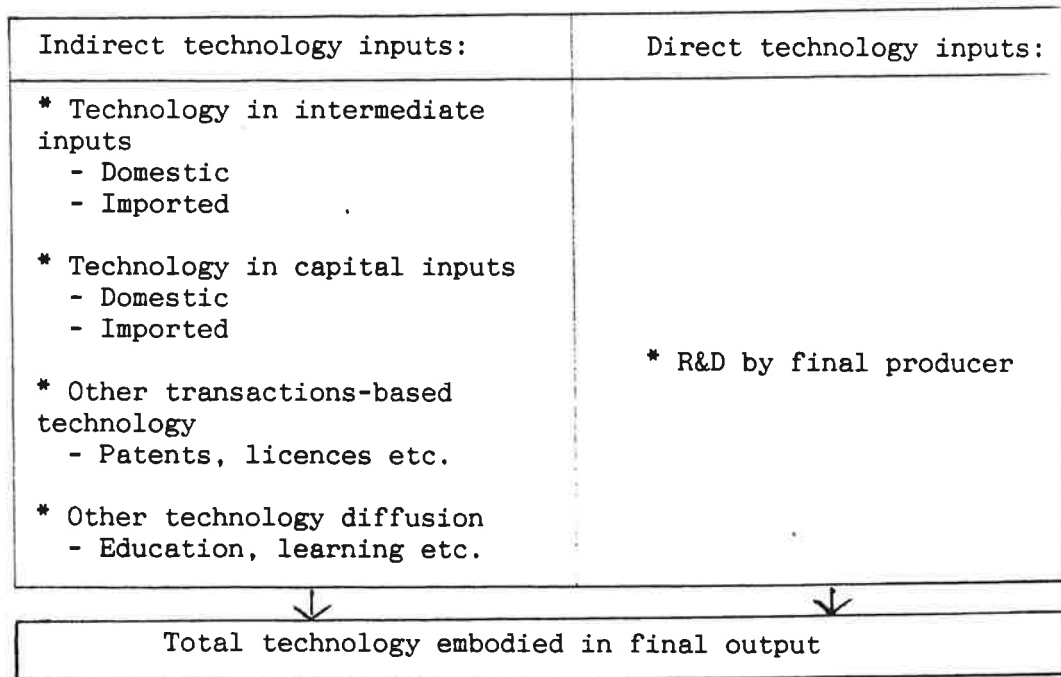 Indirect technology inputs:
Direct technology inputs:
* Technology in intermediate
inputs
- Domestic
- Imported
* Technology in capital inputs
- Domestic
- Imported
* Other transactions-based
technology
- Patents, licences etc.
* Other technology diffusion
- Education, learning etc.
* R&D by final producer
Total technology embodied in final output